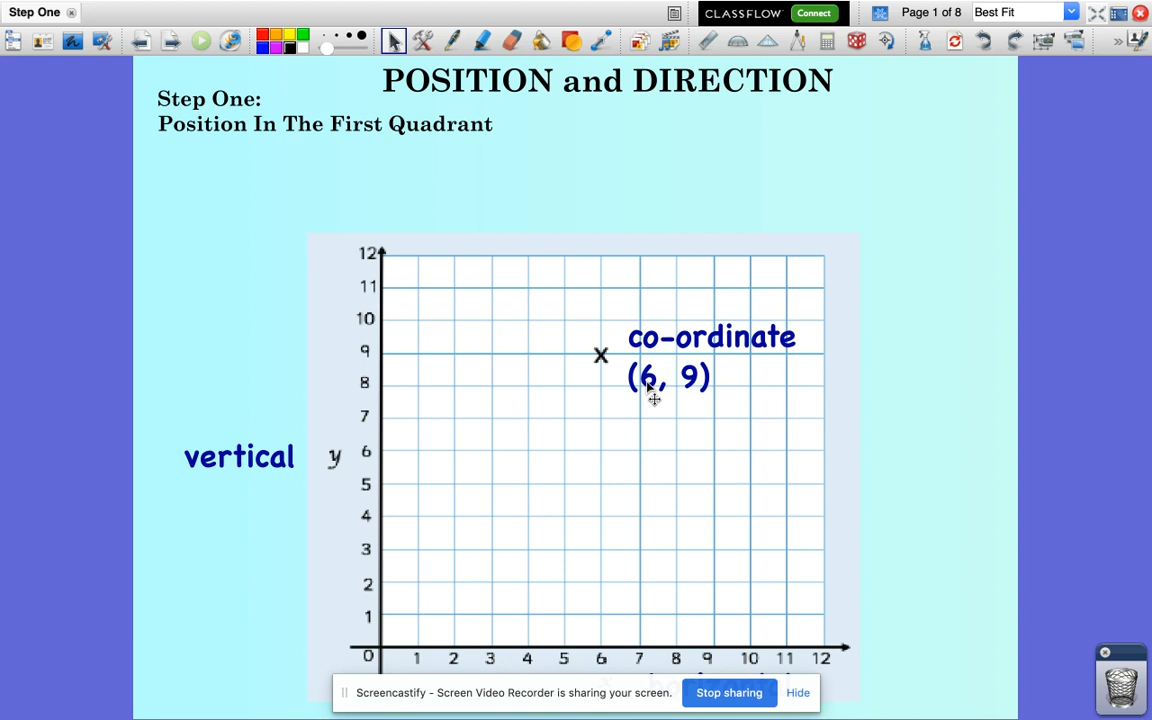 Step One
CLASSFLOW Connect
Page 1 of 8
Best Fit
POSITION and DIRECTION
Step One:
Position In The First Quadrant
12
11
10
9
8
7
6
5
4
3
2
1
0
x
co-ordinate
(6, 9)
vertical y
1 2 3 4 5 6 7 8 9 10 11 12
Screencastify - Screen Video Recorder is sharing your screen. Stop sharing Hide